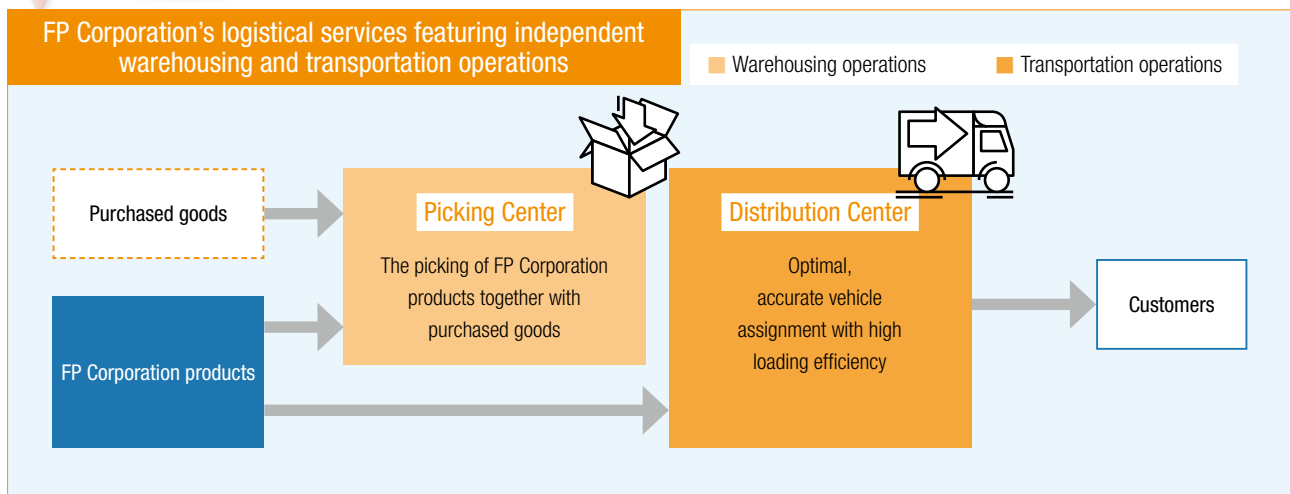 FP Corporation's logistical services featuring independent
warehousing and transportation operations
Warehousing operations
Transportation operations
Purchased goods
Picking Center
The picking of FP Corporation
products together with
purchased goods
Distribution Center
Optimal,
accurate vehicle
assignment with high
loading efficiency
Customers
FP Corporation products